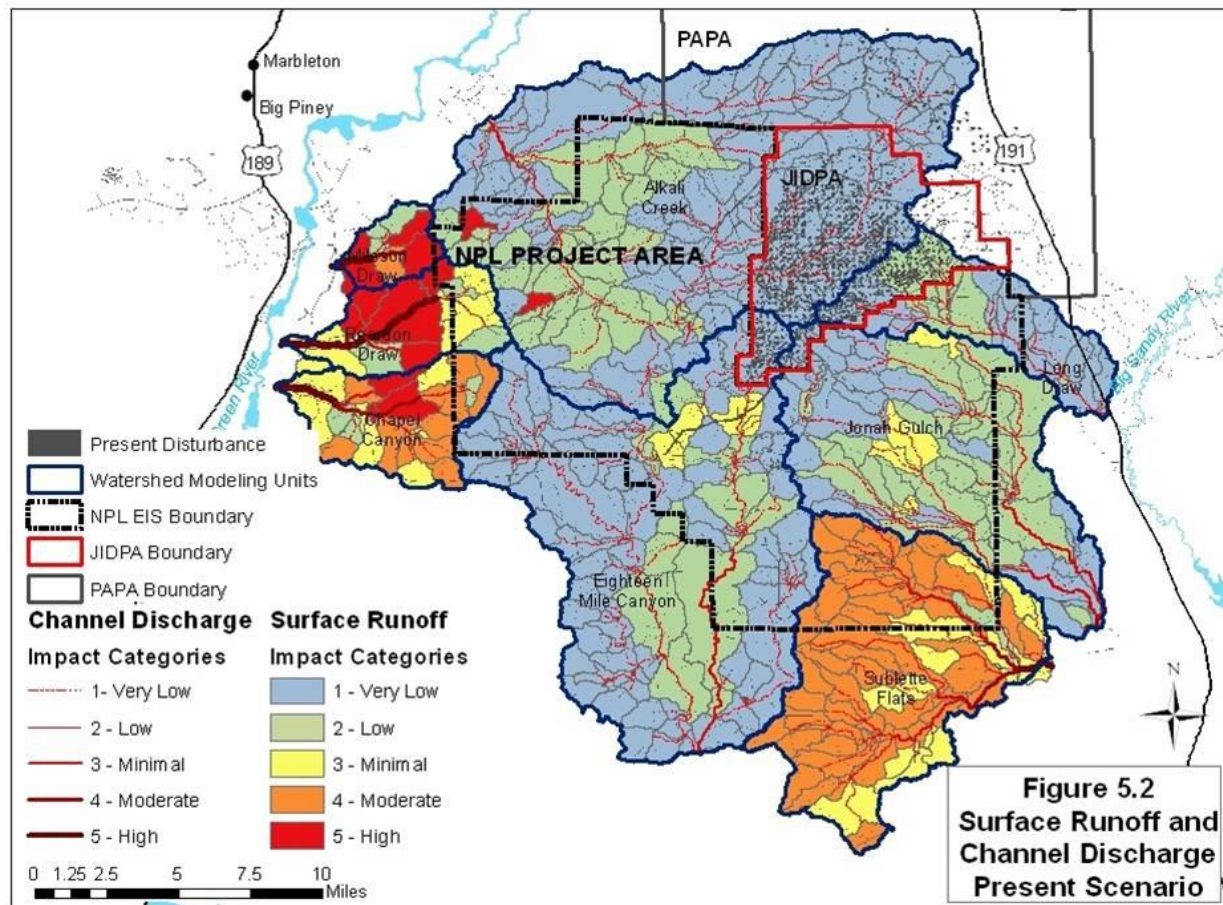 PAPA
Marbleton
Big Piney
189
191
JIDPA
Alkali
Creek
NPL PROJECT AREA
Draw
Reardon
Draw
Green River
Big Sandy River
Long
Draw
Chapel
Canyon
Jonah Gulch
Eighteen
Mile Canyon
Sublette
Flats
Present Disturbance
Watershed Modeling Units
NPL EIS Boundary
JIDPA Boundary
PAPA Boundary
Channel Discharge
Impact Categories
1- Very Low
2 - Low
3 - Minimal
4 - Moderate
5 - High
Surface Runoff
Impact Categories
1 - Very Low
2 - Low
3 - Minimal
4 - Moderate
5 - High
0 1.25 2.5 5 7.5 10
Miles
N
Figure 5.2
Surface Runoff and
Channel Discharge
Present Scenario